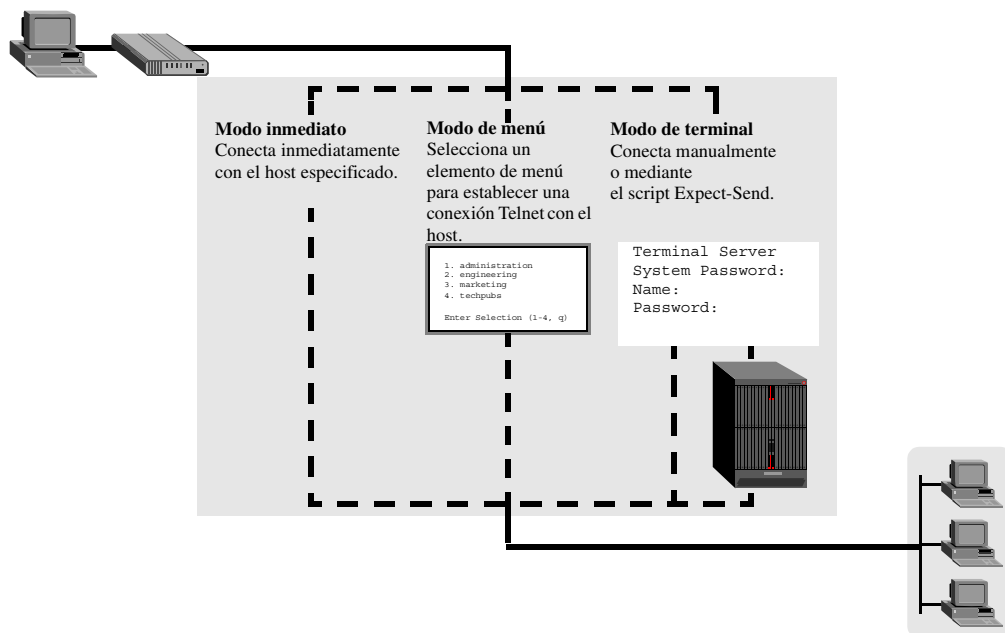 Modo inmediato
Conecta inmediatamente
con el host especificado.
Modo de menú
Selecciona un
elemento de menú
para establecer una
conexión Telnet con el
host.
1. administration
2. engineering
3. marketing
4. techpubs
Enter Selection (1-4, q)
Modo de terminal
Conecta manualmente
o mediante
el script Expect-Send.
Terminal Server
System Password:
Name:
Password: